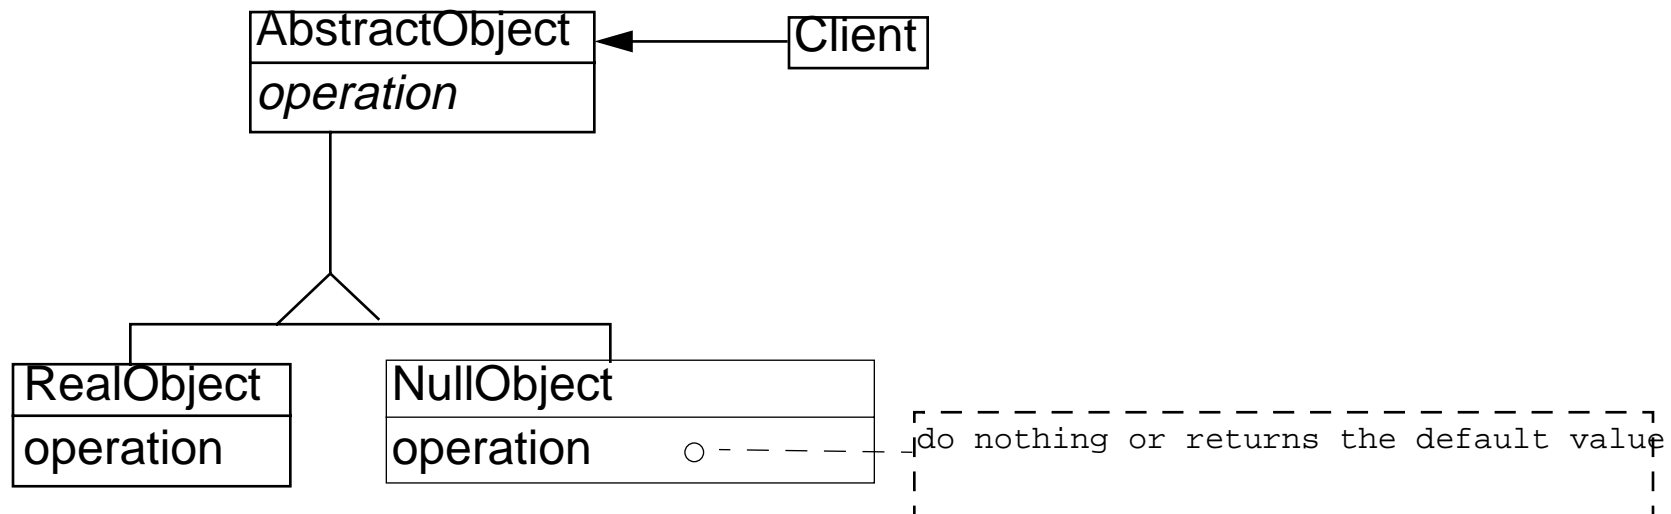 AbstractObject
Client
operation
RealObject
NullObject
operation
operation
do nothing or returns the default value